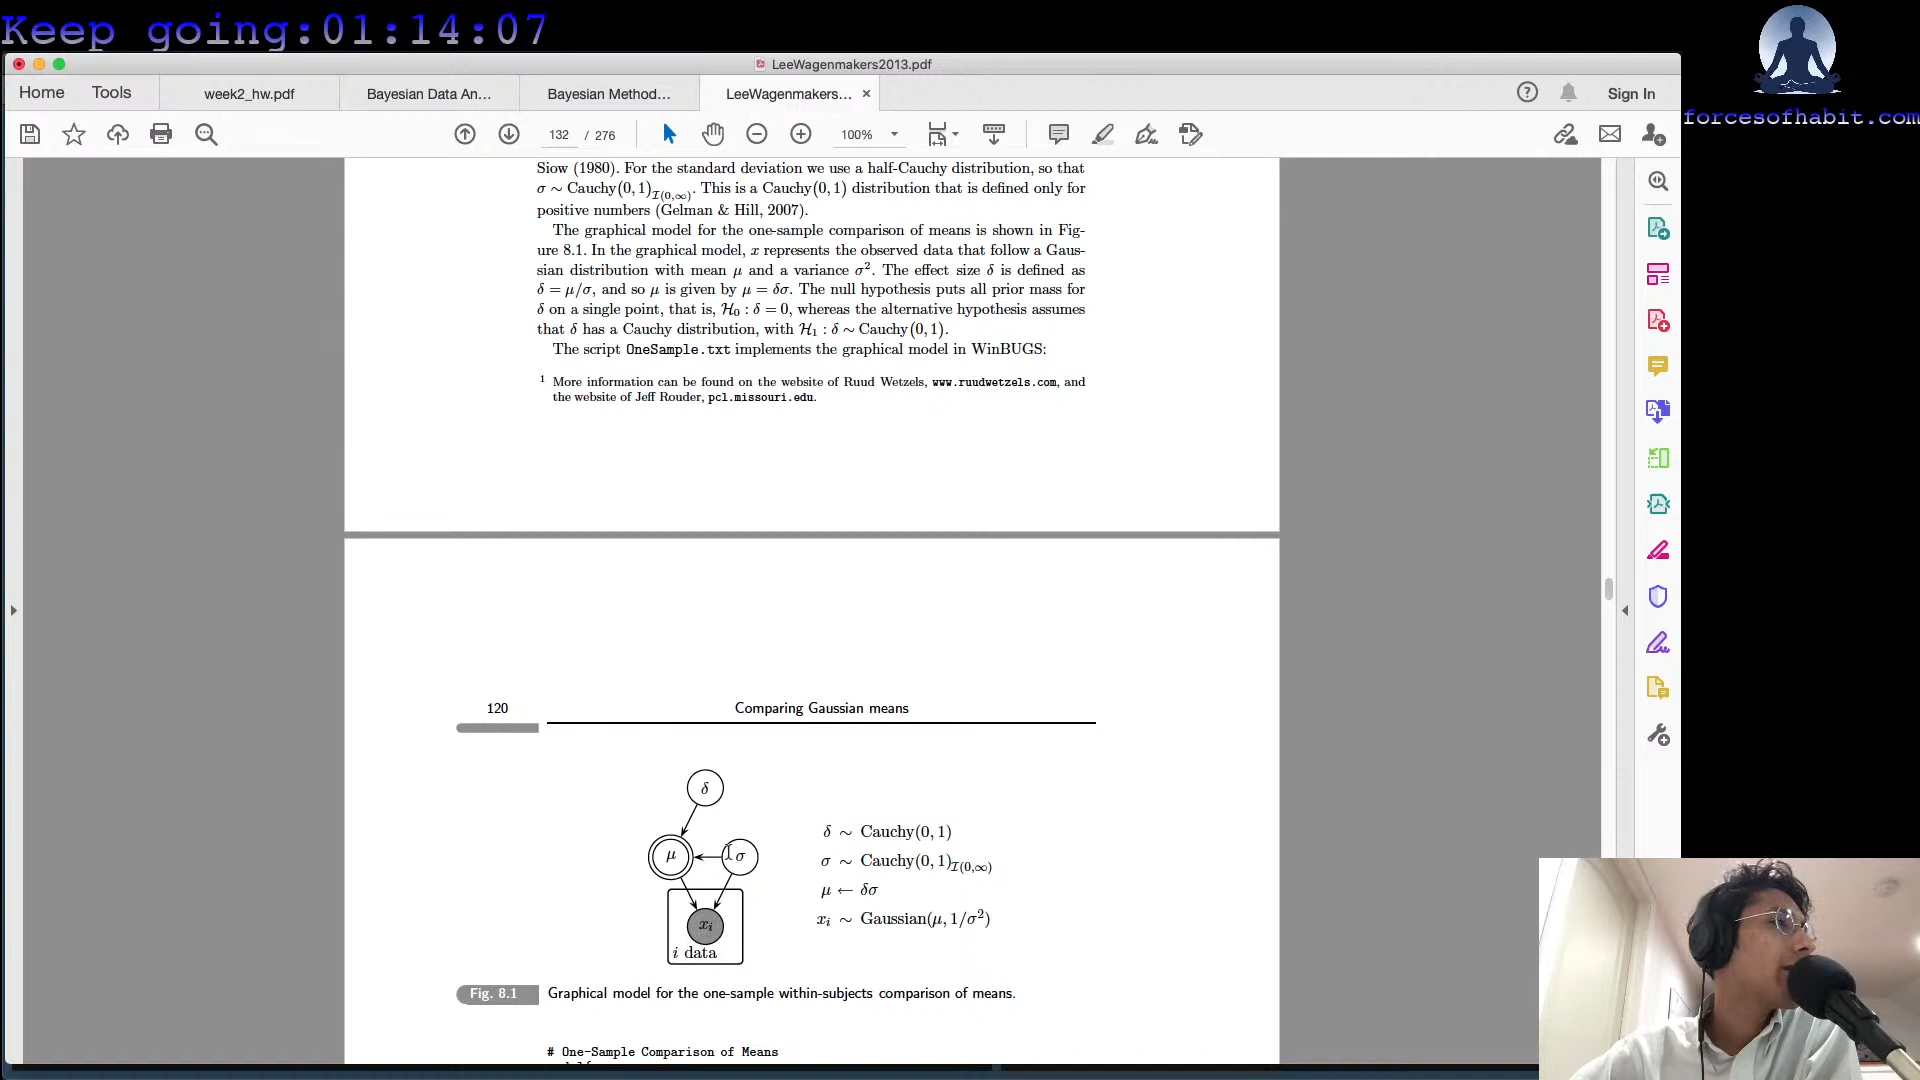 Keep going:01:14:07
forcesofhabit.com
LeeWagenmakers2013.pdf
Home
Tools
week2_hw.pdf
Bayesian Data An...
Bayesian Method...
LeeWagenmakers...
Sign In
132 / 276
100%
Siow (1980). For the standard deviation we use a half-Cauchy distribution, so that
σ ∼ Cauchy(0, 1)_I(0,∞). This is a Cauchy(0, 1) distribution that is defined only for
positive numbers (Gelman & Hill, 2007).
The graphical model for the one-sample comparison of means is shown in Fig-
ure 8.1. In the graphical model, x represents the observed data that follow a Gaus-
sian distribution with mean μ and a variance σ². The effect size δ is defined as
δ = μ/σ, and so μ is given by μ = δσ. The null hypothesis puts all prior mass for
δ on a single point, that is, H₀ : δ = 0, whereas the alternative hypothesis assumes
that δ has a Cauchy distribution, with H₁ : δ ∼ Cauchy(0, 1).
The script OneSample.txt implements the graphical model in WinBUGS:
¹ More information can be found on the website of Ruud Wetzels, www.ruudwetzels.com, and
the website of Jeff Rouder, pcl.missouri.edu.
120
Comparing Gaussian means
δ
μ
σ
xᵢ
i data
δ ∼ Cauchy(0, 1)
σ ∼ Cauchy(0, 1)_I(0,∞)
μ ← δσ
xᵢ ∼ Gaussian(μ, 1/σ²)
Fig. 8.1
Graphical model for the one-sample within-subjects comparison of means.
# One-Sample Comparison of Means